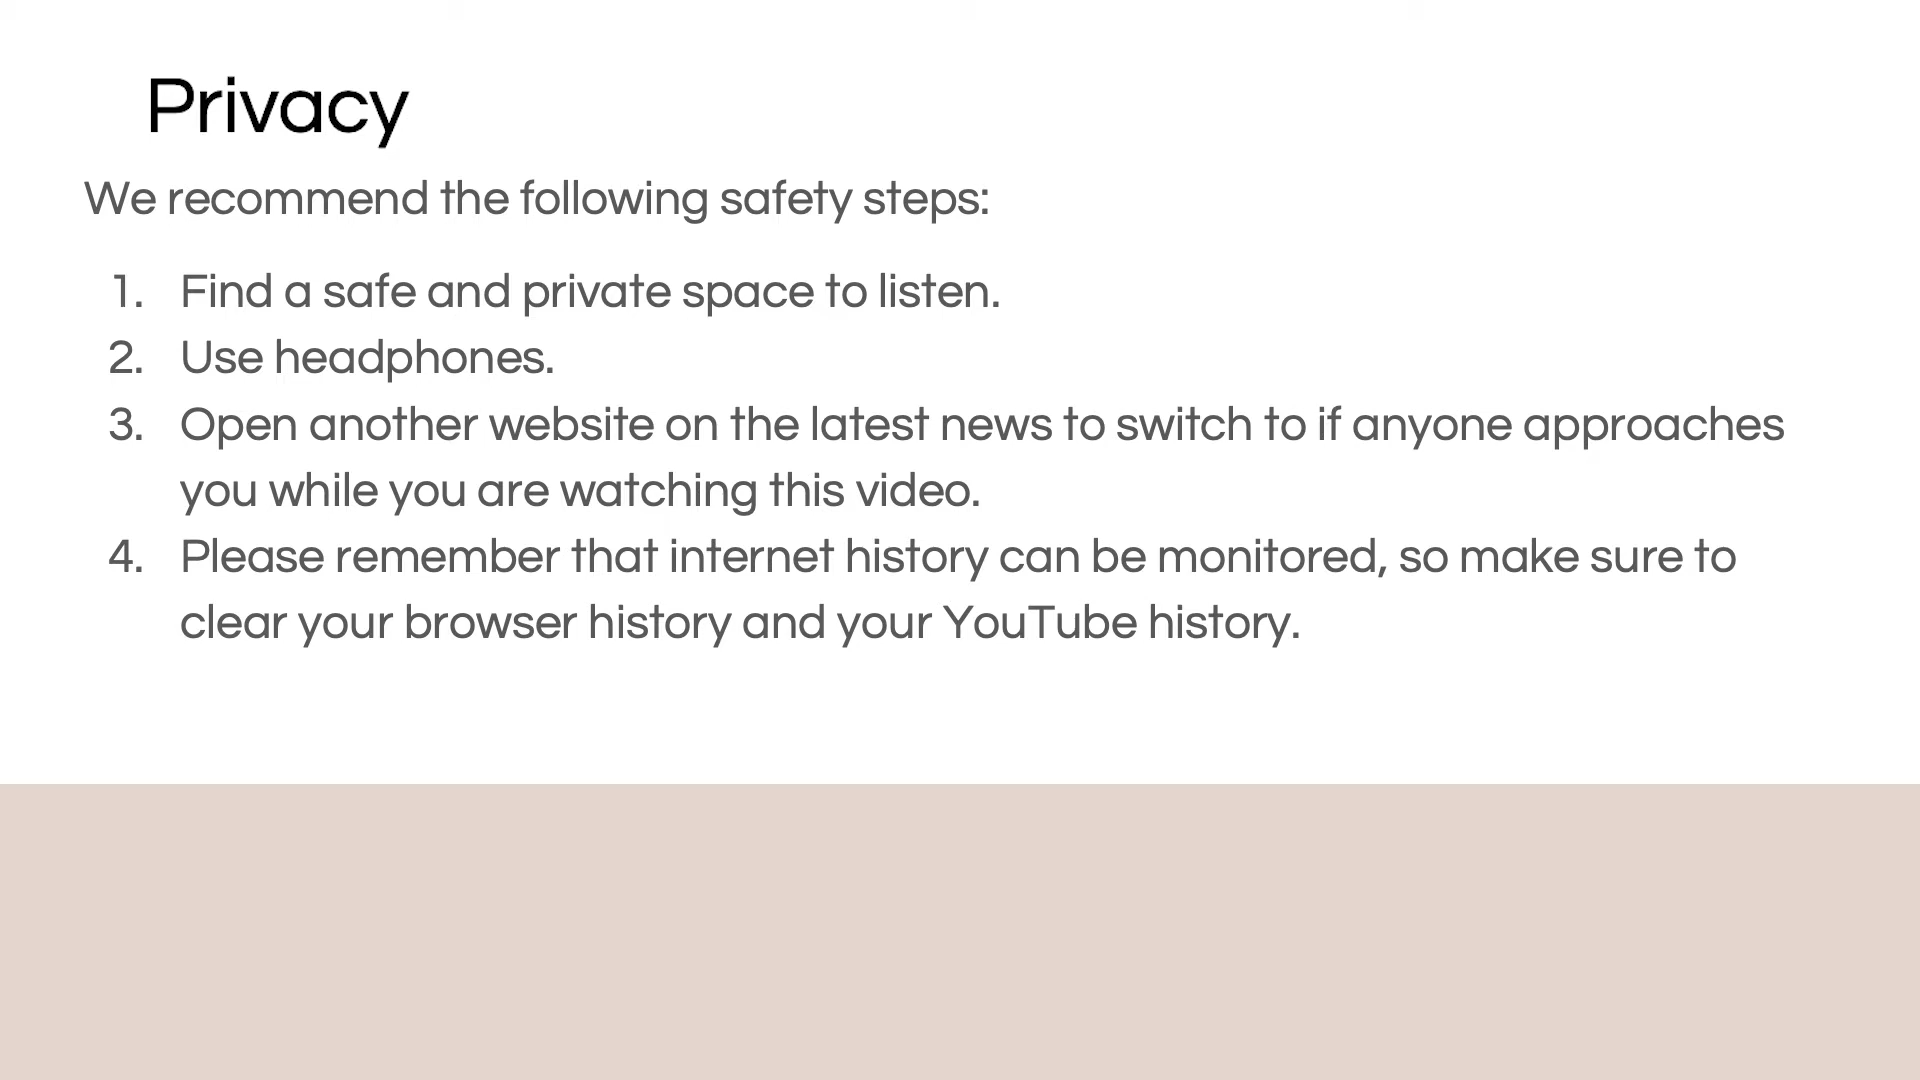 Privacy
We recommend the following safety steps:
1. Find a safe and private space to listen.
2. Use headphones.
3. Open another website on the latest news to switch to if anyone approaches
you while you are watching this video.
4. Please remember that internet history can be monitored, so make sure to
clear your browser history and your YouTube history.